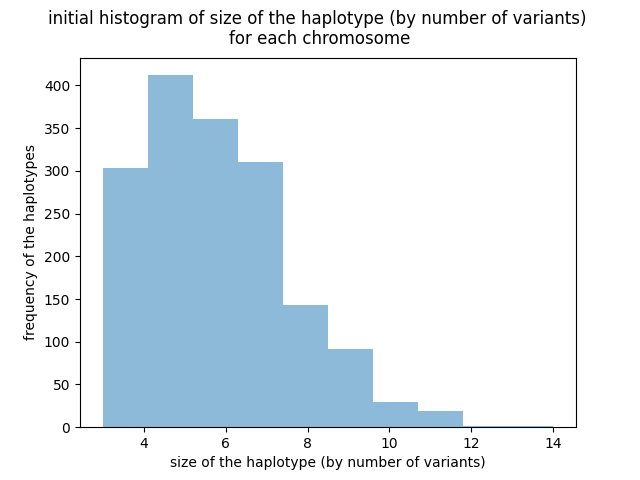 initial histogram of size of the haplotype (by number of variants)
for each chromosome
400
350
300
250
200
150
100
50
0
frequency of the haplotypes
4 6 8 10 12 14
size of the haplotype (by number of variants)